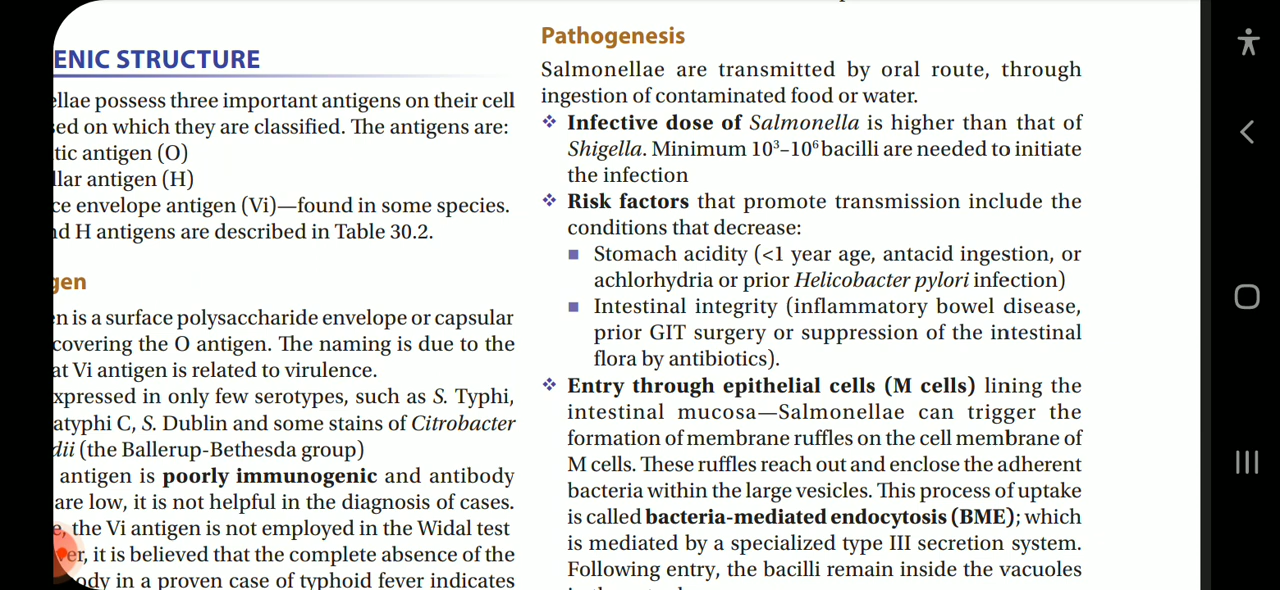 ENIC STRUCTURE
ellae possess three important antigens on their cell
sed on which they are classified. The antigens are:
tic antigen (O)
llar antigen (H)
ce envelope antigen (Vi)—found in some species.
nd H antigens are described in Table 30.2.
gen
en is a surface polysaccharide envelope or capsular
covering the O antigen. The naming is due to the
at Vi antigen is related to virulence.
xpressed in only few serotypes, such as S. Typhi,
atyphi C, S. Dublin and some stains of Citrobacter
dii (the Ballerup-Bethesda group)
antigen is poorly immunogenic and antibody
are low, it is not helpful in the diagnosis of cases.
e, the Vi antigen is not employed in the Widal test
er, it is believed that the complete absence of the
ody in a proven case of typhoid fever indicates
Pathogenesis
Salmonellae are transmitted by oral route, through
ingestion of contaminated food or water.
❖ Infective dose of Salmonella is higher than that of
Shigella. Minimum 10³–10⁶ bacilli are needed to initiate
the infection
❖ Risk factors that promote transmission include the
conditions that decrease:
■ Stomach acidity (<1 year age, antacid ingestion, or
achlorhydria or prior Helicobacter pylori infection)
■ Intestinal integrity (inflammatory bowel disease,
prior GIT surgery or suppression of the intestinal
flora by antibiotics).
❖ Entry through epithelial cells (M cells) lining the
intestinal mucosa—Salmonellae can trigger the
formation of membrane ruffles on the cell membrane of
M cells. These ruffles reach out and enclose the adherent
bacteria within the large vesicles. This process of uptake
is called bacteria-mediated endocytosis (BME); which
is mediated by a specialized type III secretion system.
Following entry, the bacilli remain inside the vacuoles